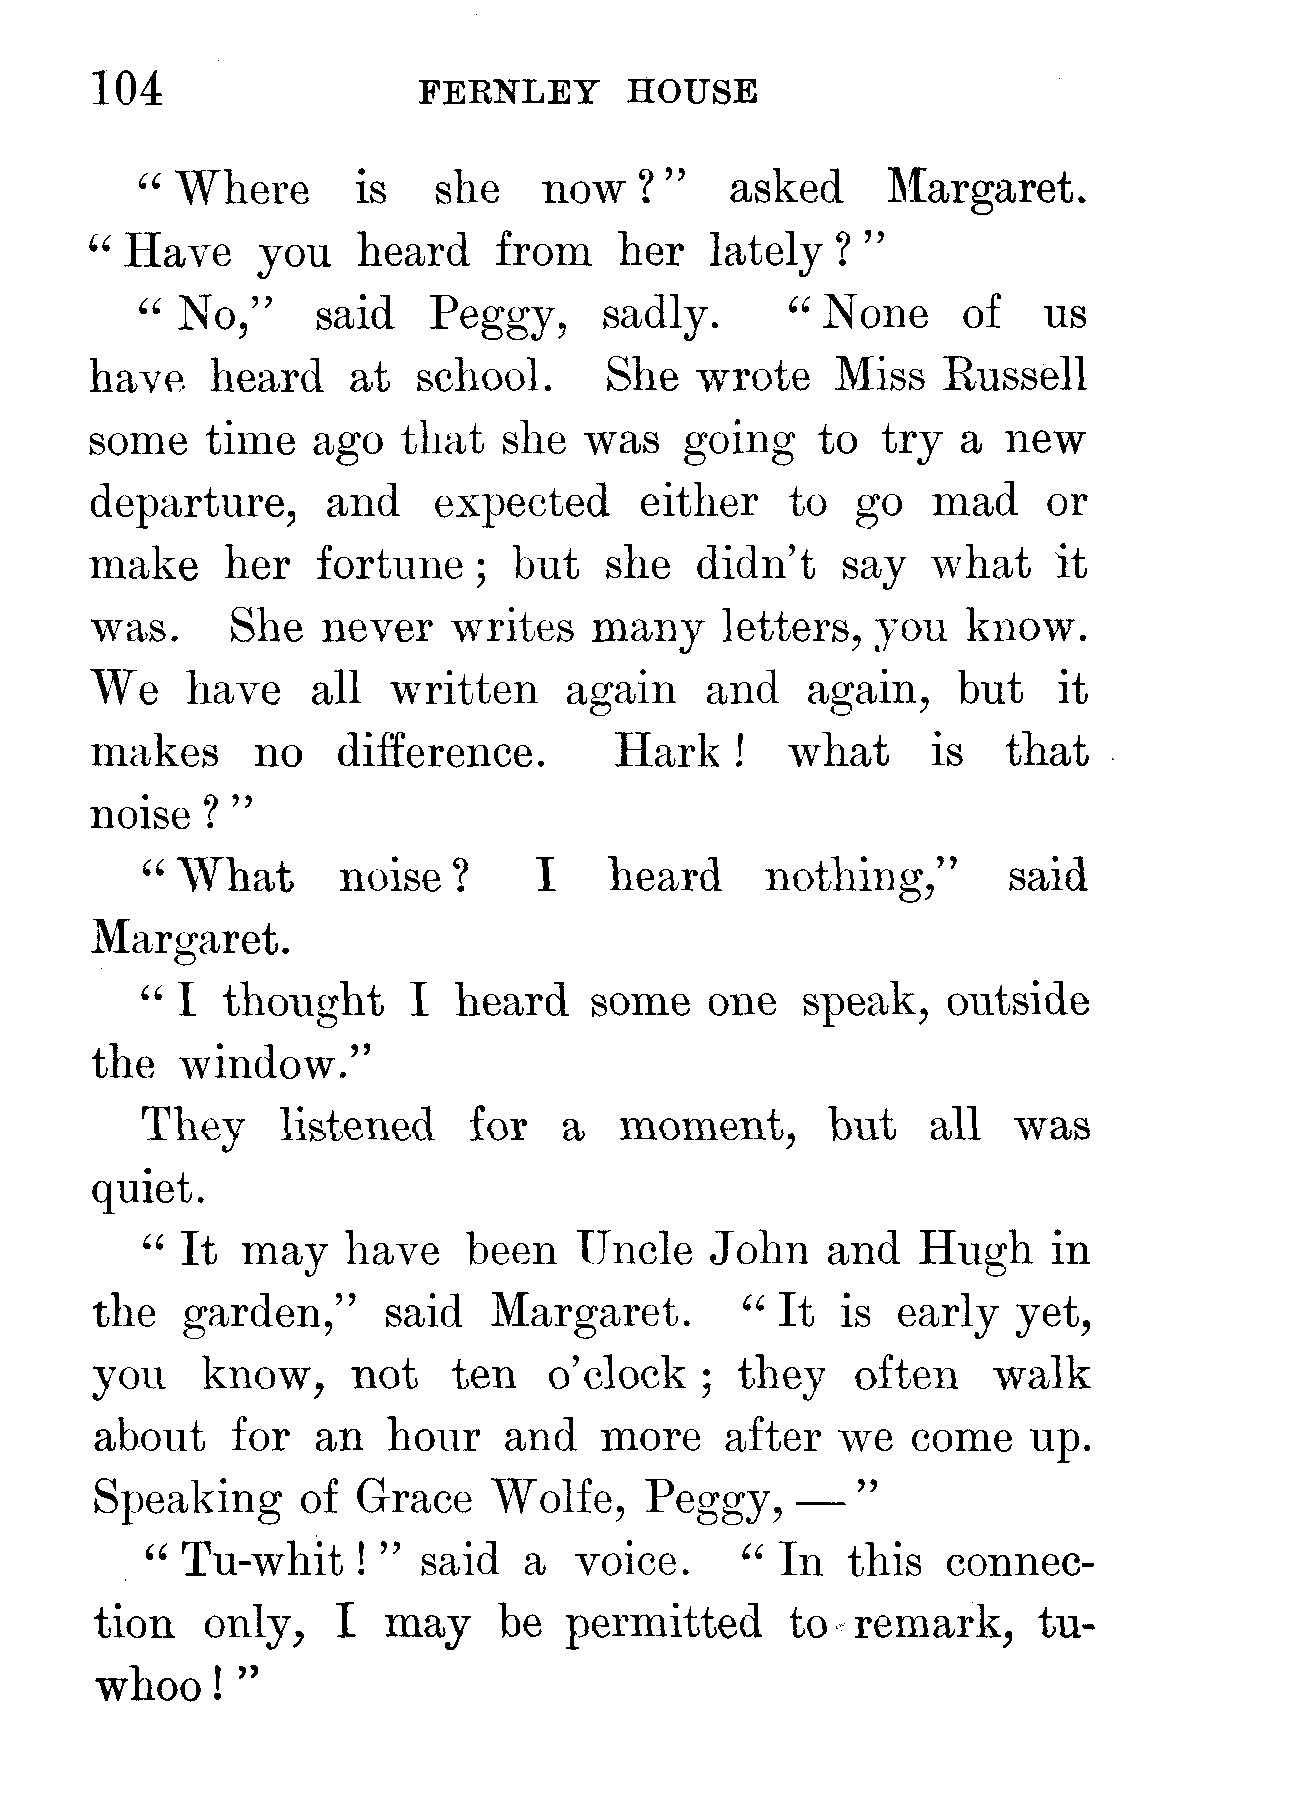 104 FERNLEY HOUSE
“Where is she now?” asked Margaret.
“Have you heard from her lately?”
“No,” said Peggy, sadly. “None of us
have heard at school. She wrote Miss Russell
some time ago that she was going to try a new
departure, and expected either to go mad or
make her fortune; but she didn’t say what it
was. She never writes many letters, you know.
We have all written again and again, but it
makes no difference. Hark! what is that
noise?”
“What noise? I heard nothing,” said
Margaret.
“I thought I heard some one speak, outside
the window.”
They listened for a moment, but all was
quiet.
“It may have been Uncle John and Hugh in
the garden,” said Margaret. “It is early yet,
you know, not ten o’clock; they often walk
about for an hour and more after we come up.
Speaking of Grace Wolfe, Peggy,—”
“Tu-whit!” said a voice. “In this connec-
tion only, I may be permitted to remark, tu-
whoo!”